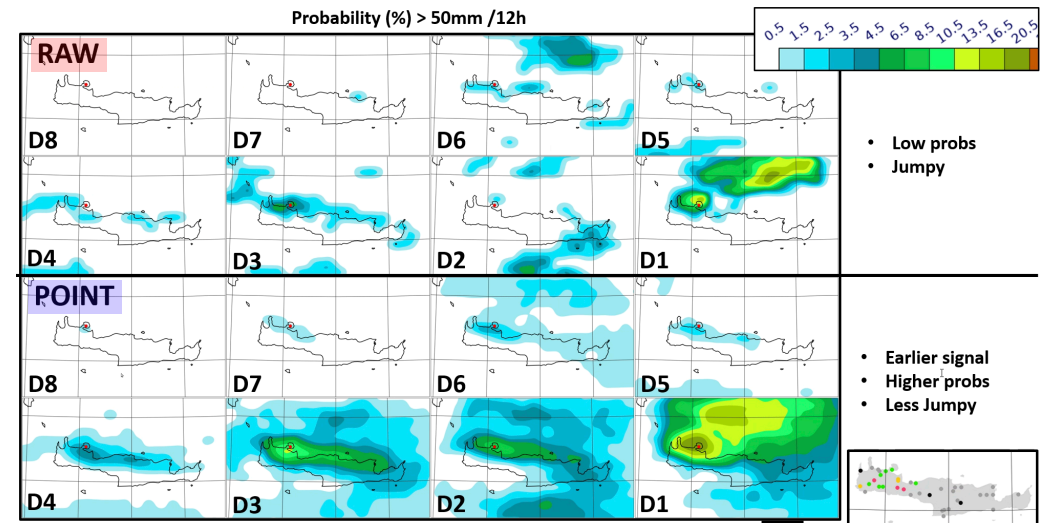 Probability (%) > 50mm /12h
0.5 1.5 2.5 3.5 4.5 6.5 8.5 10.5 13.5 16.5 20.5
RAW
D8 D7 D6 D5
D4 D3 D2 D1
• Low probs
• Jumpy
POINT
D8 D7 D6 D5
D4 D3 D2 D1
• Earlier signal
• Higher probs
• Less Jumpy